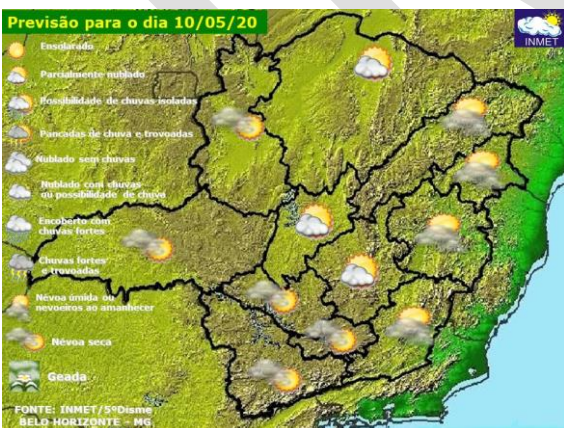 Previsão para o dia 10/05/20
INMET
Ensolarado
Parcialmente nublado
Possibilidade de chuvas isoladas
Pancadas de chuva e trovoadas
Nublado sem chuvas
Nublado com chuvas
ou possibilidade de chuva
Encoberto com
chuvas fortes
Chuvas fortes
e trovoadas
Névoa úmida ou
nevoeiros ao amanhecer
Névoa seca
Geada
FONTE: INMET/5ºDisme
BELO HORIZONTE - MG